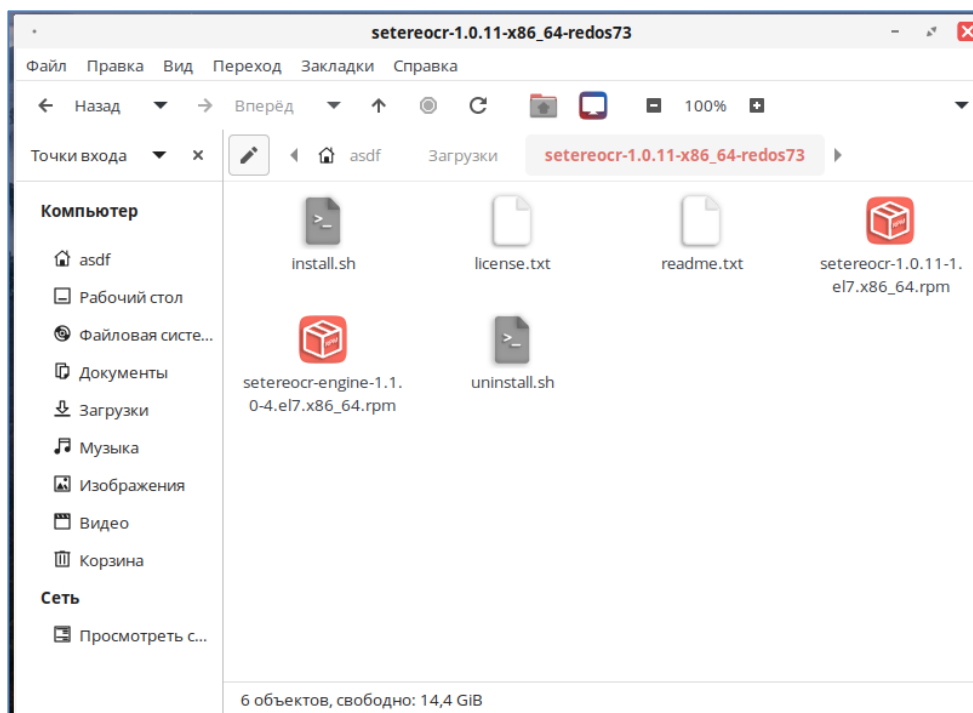 setereocr-1.0.11-x86_64-redos73
Файл Правка Вид Переход Закладки Справка
Назад Вперёд 100%
Точки входа asdf Загрузки setereocr-1.0.11-x86_64-redos73
Компьютер
asdf
Рабочий стол
Файловая систе...
Документы
Загрузки
Музыка
Изображения
Видео
Корзина
Сеть
Просмотреть с...
install.sh
license.txt
readme.txt
setereocr-1.0.11-1.
el7.x86_64.rpm
setereocr-engine-1.1.
0-4.el7.x86_64.rpm
uninstall.sh
6 объектов, свободно: 14,4 GiB